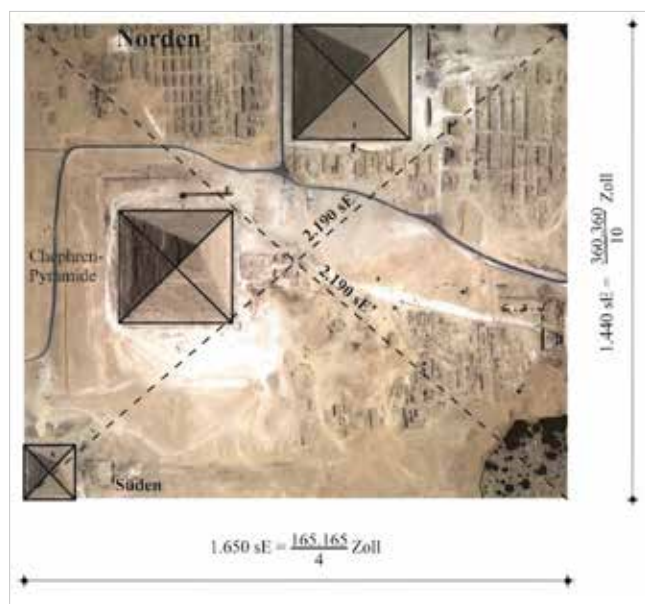 Norden
Chephren-
Pyramide
2.190 sE
2.190 sE
Süden
1.440 sE = 360.360/10 Zoll
1.650 sE = 165.165/4 Zoll